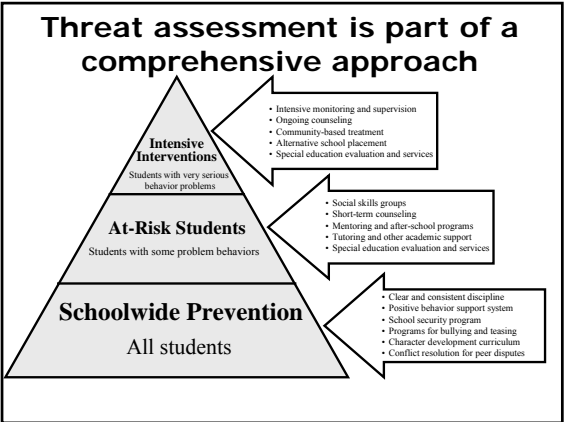 Threat assessment is part of a
comprehensive approach
Intensive
Interventions
Students with very serious
behavior problems
• Intensive monitoring and supervision
• Ongoing counseling
• Community-based treatment
• Alternative school placement
• Special education evaluation and services
At-Risk Students
Students with some problem behaviors
• Social skills groups
• Short-term counseling
• Mentoring and after-school programs
• Tutoring and other academic support
• Special education evaluation and services
Schoolwide Prevention
All students
• Clear and consistent discipline
• Positive behavior support system
• School security program
• Programs for bullying and teasing
• Character development curriculum
• Conflict resolution for peer disputes